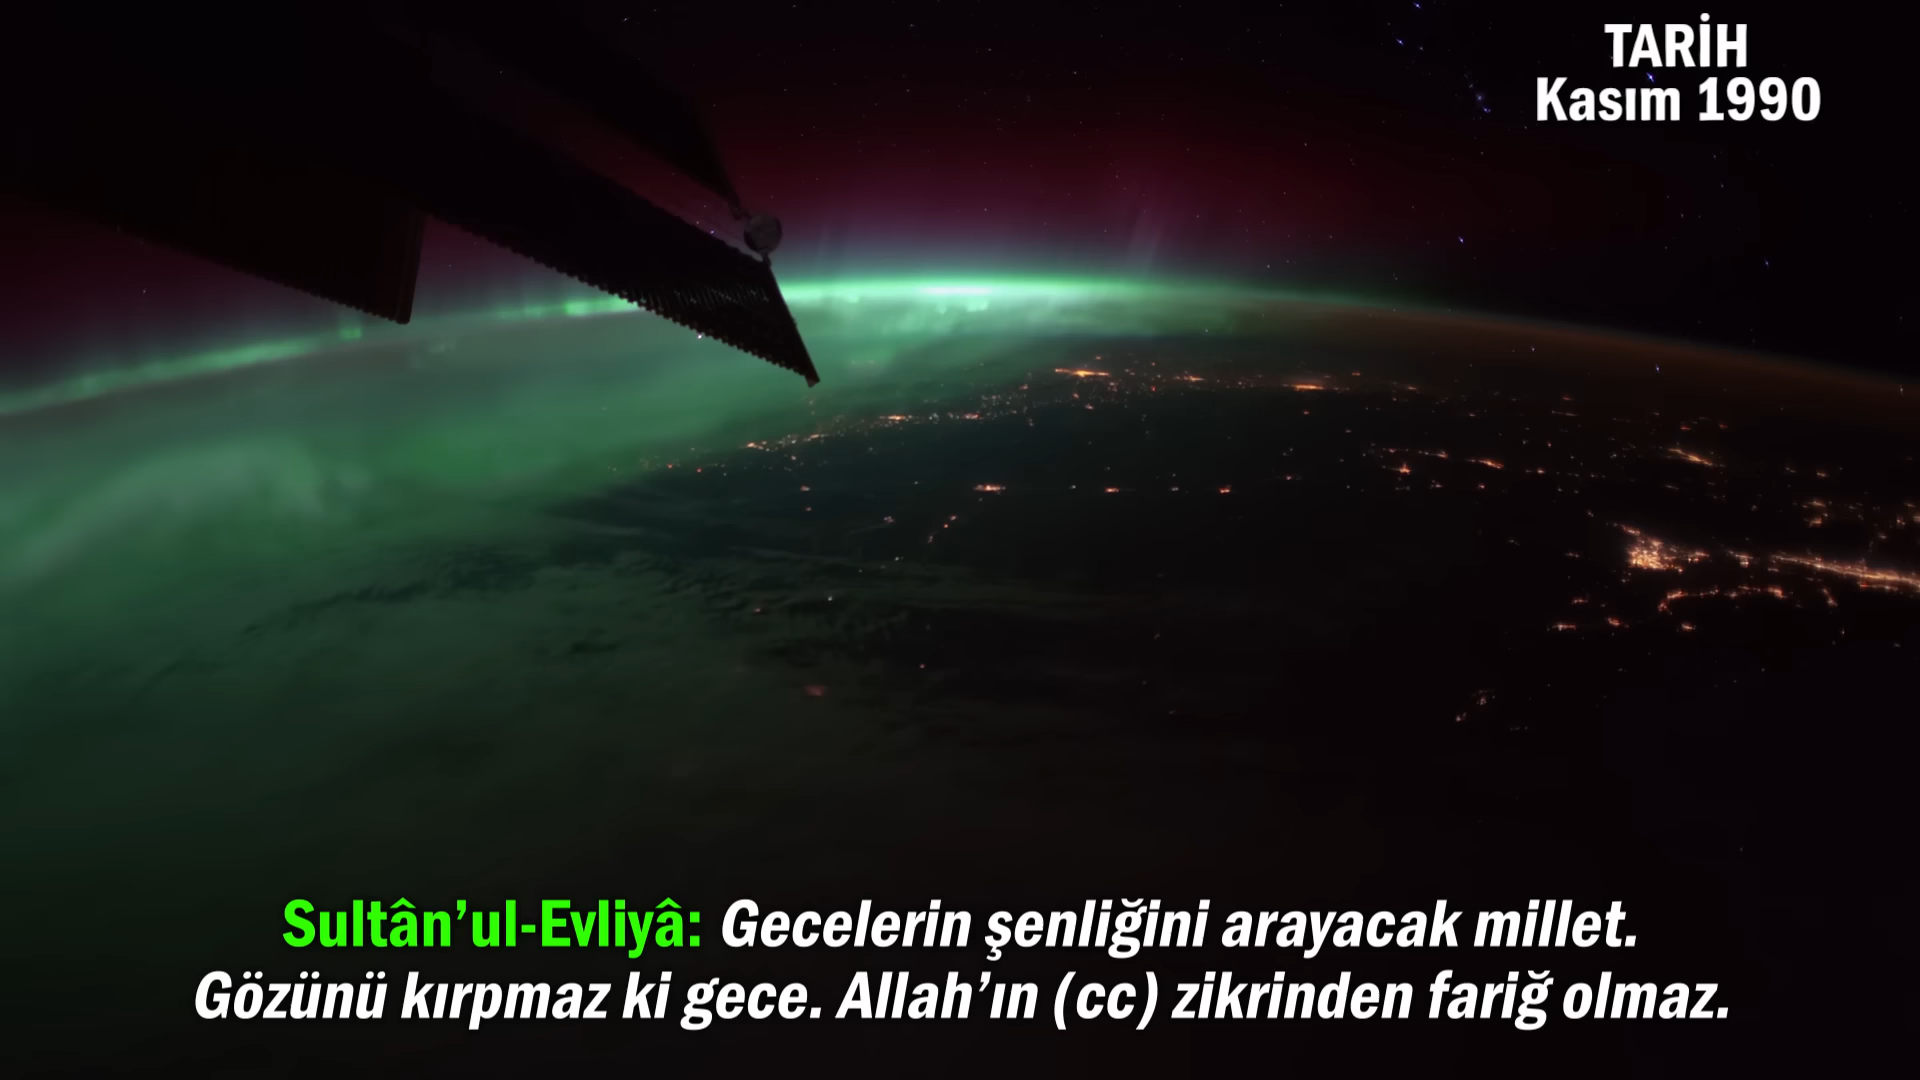 TARİH
Kasım 1990
Sultân’ul-Evliyâ: Gecelerin şenliğini arayacak millet.
Gözünü kırpmaz ki gece. Allah’ın (cc) zikrinden fariğ olmaz.